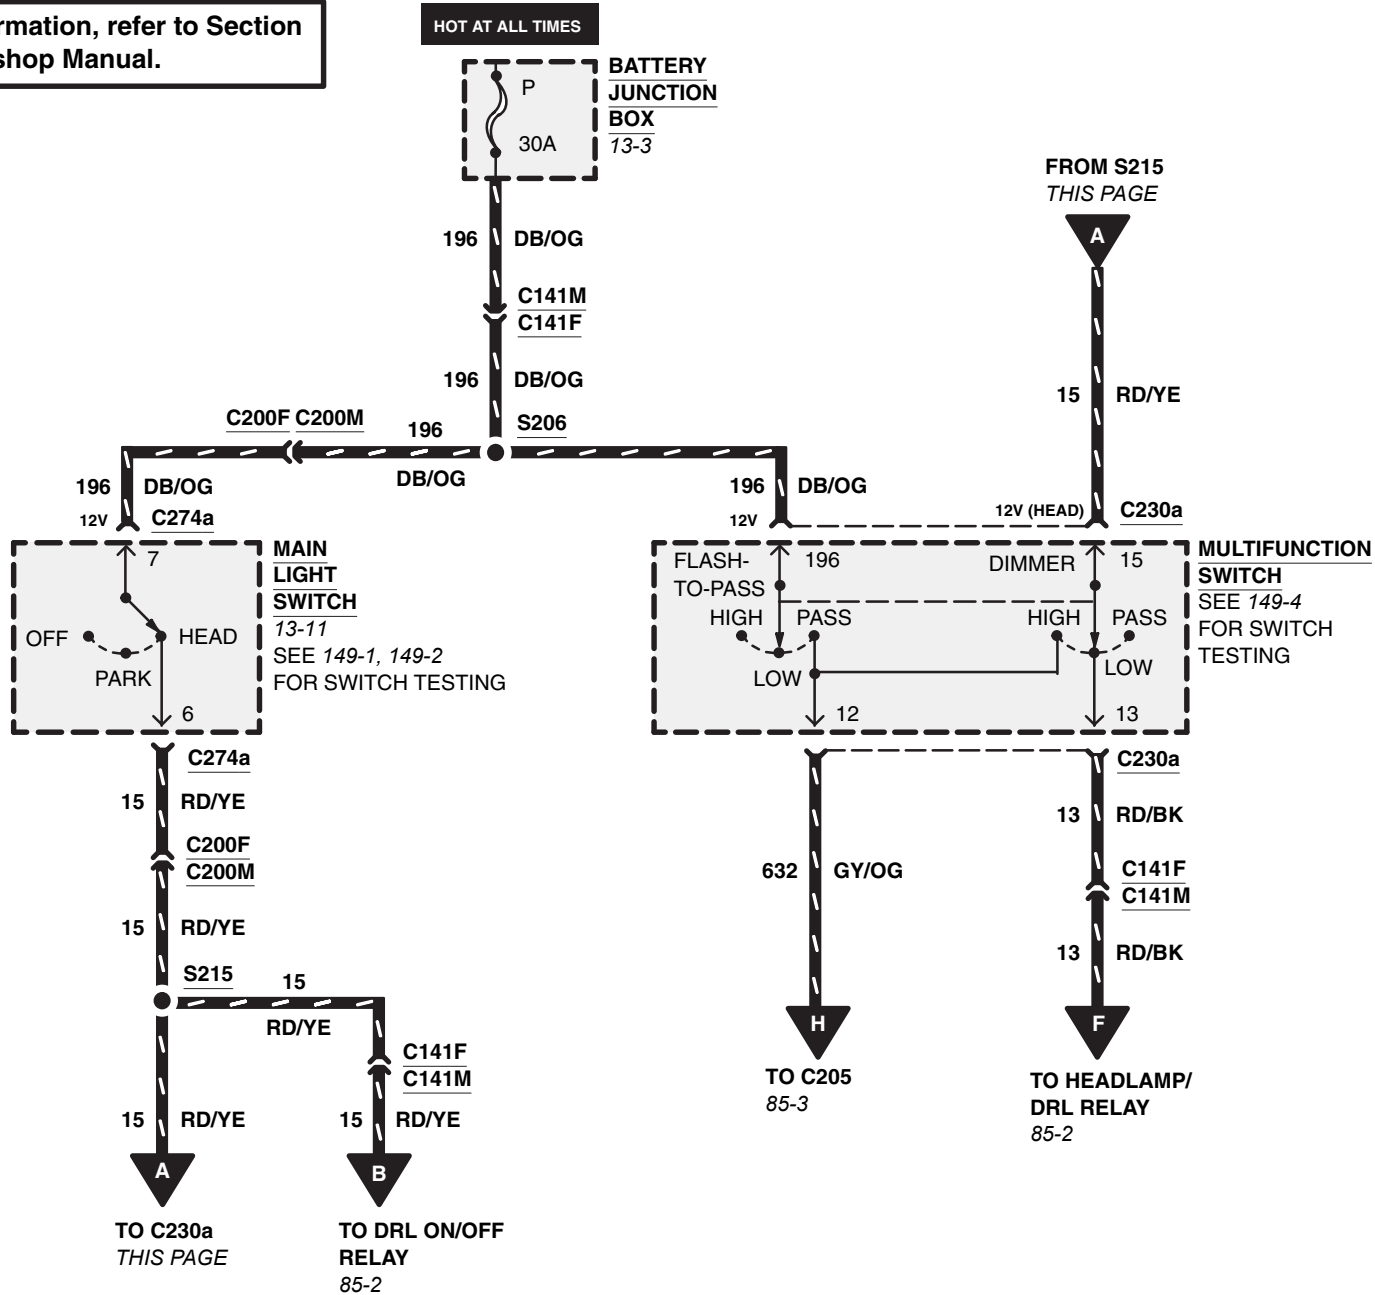 rmation, refer to Section
shop Manual.
HOT AT ALL TIMES
P
30A
BATTERY
JUNCTION
BOX
13-3
FROM S215
THIS PAGE
A
196 DB/OG
C141M
C141F
196 DB/OG
15 RD/YE
C200F C200M
196
S206
DB/OG
196 DB/OG
12V
C274a
196 DB/OG
12V
12V (HEAD)
C230a
7
OFF
HEAD
PARK
6
MAIN
LIGHT
SWITCH
13-11
SEE 149-1, 149-2
FOR SWITCH TESTING
FLASH-
TO-PASS
196
DIMMER
15
HIGH
PASS
HIGH
PASS
LOW
LOW
12
13
MULTIFUNCTION
SWITCH
SEE 149-4
FOR SWITCH
TESTING
C274a
15 RD/YE
C200F
C200M
15 RD/YE
S215
15
RD/YE
C141F
C141M
15 RD/YE
15 RD/YE
A
B
TO C230a
THIS PAGE
TO DRL ON/OFF
RELAY
85-2
C230a
13 RD/BK
632 GY/OG
C141F
C141M
13 RD/BK
H
F
TO C205
85-3
TO HEADLAMP/
DRL RELAY
85-2